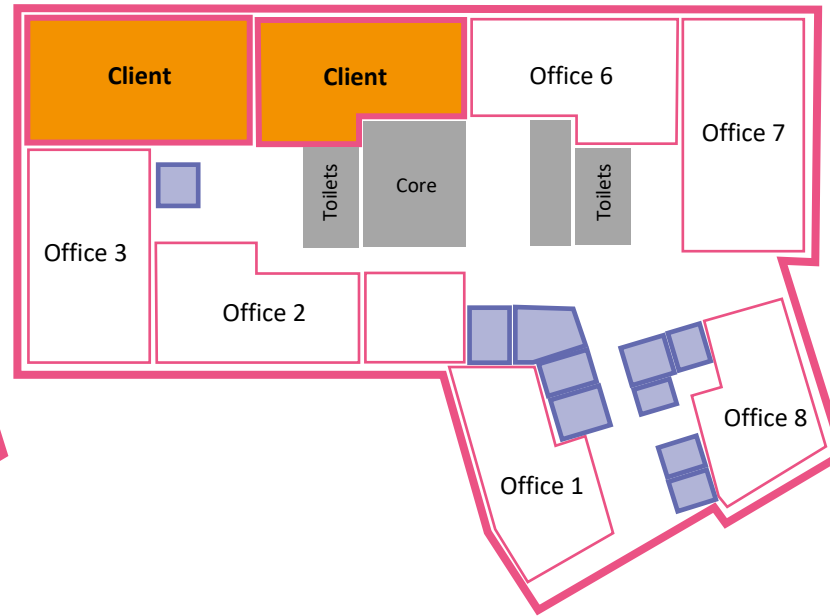 Client
Client
Office 6
Office 7
Toilets
Core
Toilets
Office 3
Office 2
Office 8
Office 1